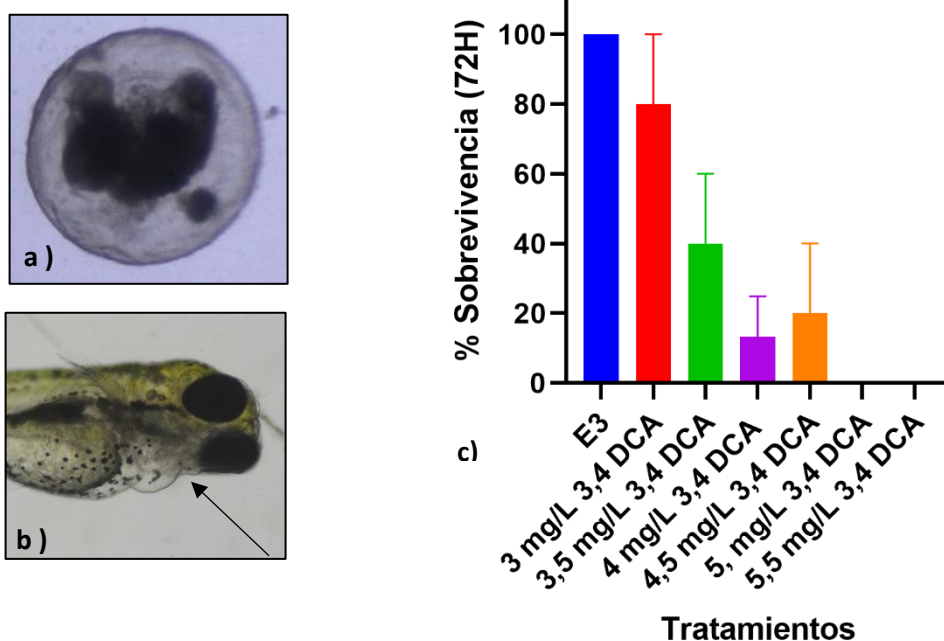 a )
b )
c)
% Sobrevivencia (72H)
100
80
60
40
20
0
E3
3 mg/L 3,4 DCA
3,5 mg/L 3,4 DCA
4 mg/L 3,4 DCA
4,5 mg/L 3,4 DCA
5, mg/L 3,4 DCA
5,5 mg/L 3,4 DCA
Tratamientos